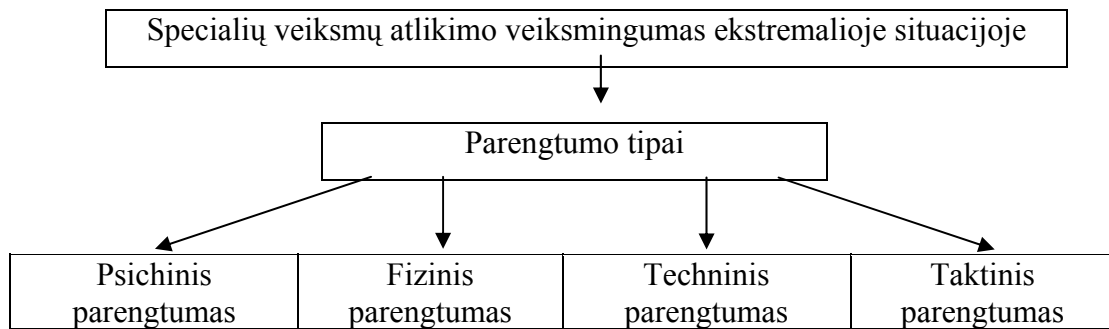 Specialių veiksmų atlikimo veiksmingumas ekstremalioje situacijoje
Parengtumo tipai
Psichinis
parengtumas
Fizinis
parengtumas
Techninis
parengtumas
Taktinis
parengtumas